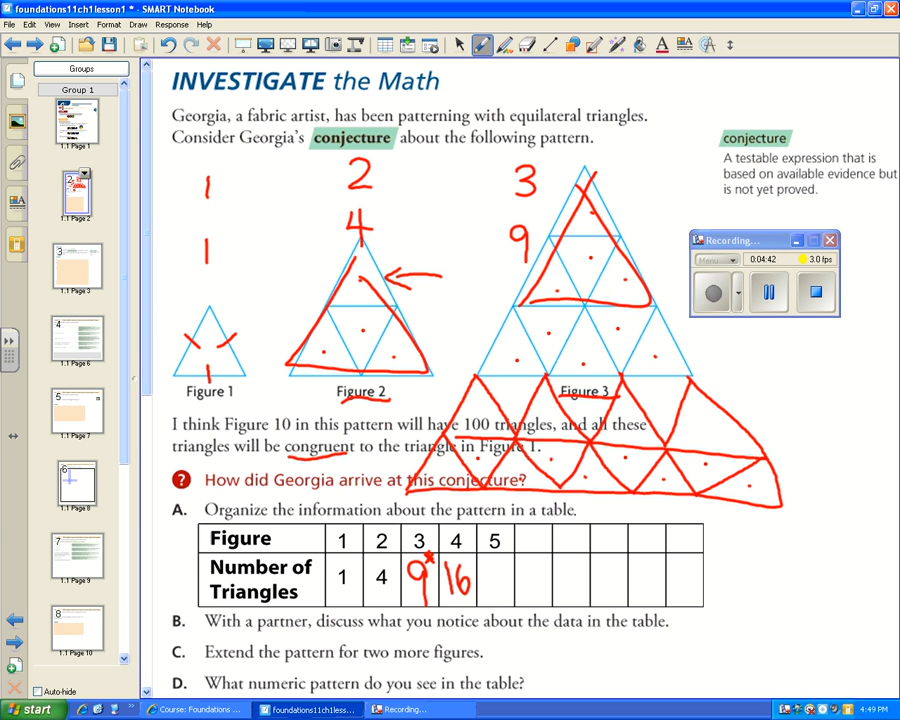 foundations11ch1lesson1 * - SMART Notebook
File Edit View Insert Format Draw Response Help
Groups
Group 1
1.1 Page 1
1.1 Page 2
3
1.1 Page 3
4
1.1 Page 6
5
1.1 Page 7
6
1.1 Page 8
7
1.1 Page 9
8
1.1 Page 10
Auto-hide
INVESTIGATE the Math
Georgia, a fabric artist, has been patterning with equilateral triangles.
Consider Georgia's conjecture about the following pattern.
conjecture
A testable expression that is
based on available evidence but
is not yet proved.
1 2 3
1 4 9
Recording...
Menu
0:04:42 3.0 fps
Figure 1 Figure 2 Figure 3
I think Figure 10 in this pattern will have 100 triangles, and all these
triangles will be congruent to the triangle in Figure 1.
? How did Georgia arrive at this conjecture?
A. Organize the information about the pattern in a table.
Figure 1 2 3 4 5
Number of Triangles 1 4 9* 16
B. With a partner, discuss what you notice about the data in the table.
C. Extend the pattern for two more figures.
D. What numeric pattern do you see in the table?
start
Course: Foundations ...
foundations11ch1less...
Recording...
4:49 PM